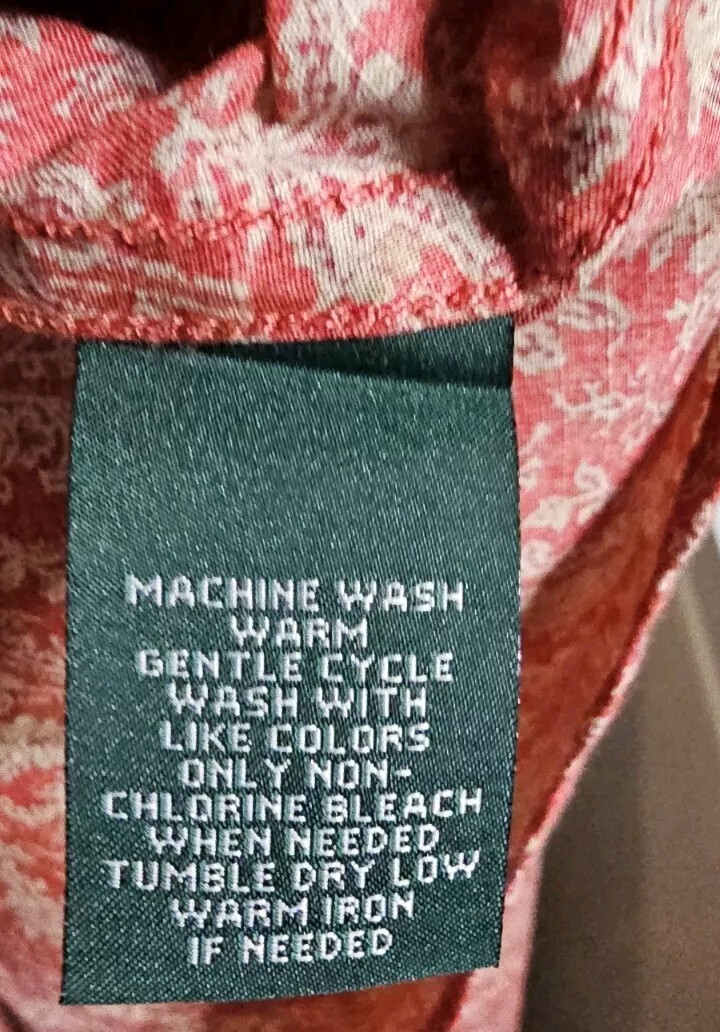 MACHINE WASH
WARM
GENTLE CYCLE
WASH WITH
LIKE COLORS
ONLY NON-
CHLORINE BLEACH
WHEN NEEDED
TUMBLE DRY LOW
WARM IRON
IF NEEDED